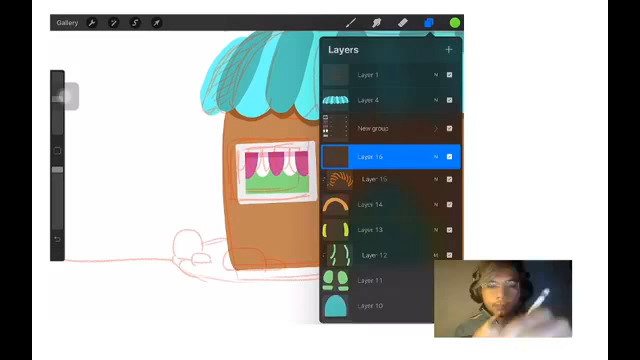 Gallery
Layers
Layer 1
N
Layer 4
N
New group
Layer 16
N
Layer 15
N
Layer 14
N
Layer 13
N
Layer 12
M
Layer 11
Layer 10